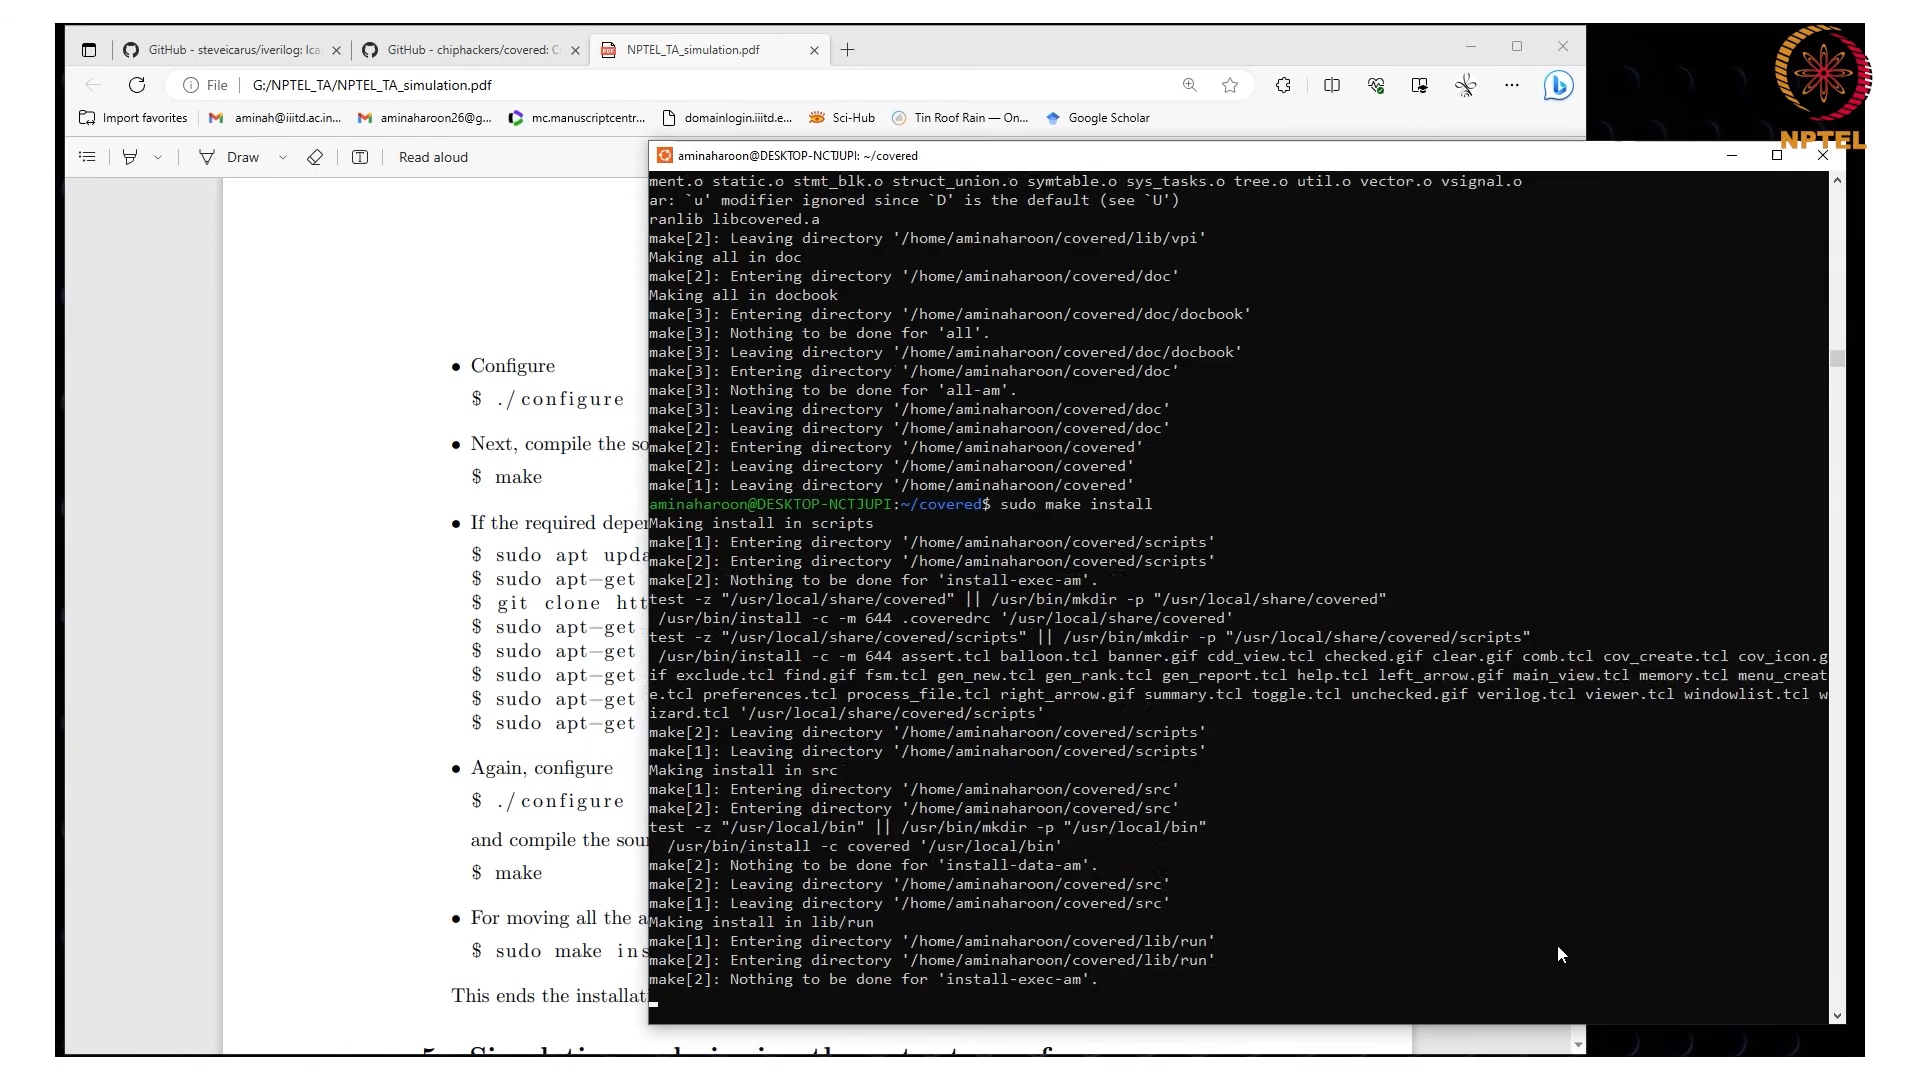 GitHub - steveicarus/iverilog: Ica
GitHub - chiphackers/covered: C
NPTEL_TA_simulation.pdf
File G:/NPTEL_TA/NPTEL_TA_simulation.pdf
Import favorites
aminah@iiitd.ac.in...
aminaharoon26@g...
mc.manuscriptcentr...
domainlogin.iiitd.e...
Sci-Hub
Tin Roof Rain — On...
Google Scholar
NPTEL
Draw
Read aloud
• Configure
$ ./configure
• Next, compile the so
$ make
• If the required depen
$ sudo apt upda
$ sudo apt-get
$ git clone htt
$ sudo apt-get
$ sudo apt-get
$ sudo apt-get
$ sudo apt-get
$ sudo apt-get
• Again, configure
$ ./configure
and compile the sour
$ make
• For moving all the a
$ sudo make ins
This ends the installati
aminaharoon@DESKTOP-NCTJUPI: ~/covered
ment.o static.o stmt_blk.o struct_union.o symtable.o sys_tasks.o tree.o util.o vector.o vsignal.o
ar: `u' modifier ignored since `D' is the default (see `U')
ranlib libcovered.a
make[2]: Leaving directory '/home/aminaharoon/covered/lib/vpi'
Making all in doc
make[2]: Entering directory '/home/aminaharoon/covered/doc'
Making all in docbook
make[3]: Entering directory '/home/aminaharoon/covered/doc/docbook'
make[3]: Nothing to be done for 'all'.
make[3]: Leaving directory '/home/aminaharoon/covered/doc/docbook'
make[3]: Entering directory '/home/aminaharoon/covered/doc'
make[3]: Nothing to be done for 'all-am'.
make[3]: Leaving directory '/home/aminaharoon/covered/doc'
make[2]: Leaving directory '/home/aminaharoon/covered/doc'
make[2]: Entering directory '/home/aminaharoon/covered'
make[2]: Leaving directory '/home/aminaharoon/covered'
make[1]: Leaving directory '/home/aminaharoon/covered'
aminaharoon@DESKTOP-NCTJUPI:~/covered$ sudo make install
Making install in scripts
make[1]: Entering directory '/home/aminaharoon/covered/scripts'
make[2]: Entering directory '/home/aminaharoon/covered/scripts'
make[2]: Nothing to be done for 'install-exec-am'.
test -z "/usr/local/share/covered" || /usr/bin/mkdir -p "/usr/local/share/covered"
/usr/bin/install -c -m 644 .coveredrc '/usr/local/share/covered'
test -z "/usr/local/share/covered/scripts" || /usr/bin/mkdir -p "/usr/local/share/covered/scripts"
/usr/bin/install -c -m 644 assert.tcl balloon.tcl banner.gif cdd_view.tcl checked.gif clear.gif comb.tcl cov_create.tcl cov_icon.g
if exclude.tcl find.gif fsm.tcl gen_new.tcl gen_rank.tcl gen_report.tcl help.tcl left_arrow.gif main_view.tcl memory.tcl menu_creat
e.tcl preferences.tcl process_file.tcl right_arrow.gif summary.tcl toggle.tcl unchecked.gif verilog.tcl viewer.tcl windowlist.tcl w
izard.tcl '/usr/local/share/covered/scripts'
make[2]: Leaving directory '/home/aminaharoon/covered/scripts'
make[1]: Leaving directory '/home/aminaharoon/covered/scripts'
Making install in src
make[1]: Entering directory '/home/aminaharoon/covered/src'
make[2]: Entering directory '/home/aminaharoon/covered/src'
test -z "/usr/local/bin" || /usr/bin/mkdir -p "/usr/local/bin"
/usr/bin/install -c covered '/usr/local/bin'
make[2]: Nothing to be done for 'install-data-am'.
make[2]: Leaving directory '/home/aminaharoon/covered/src'
make[1]: Leaving directory '/home/aminaharoon/covered/src'
Making install in lib/run
make[1]: Entering directory '/home/aminaharoon/covered/lib/run'
make[2]: Entering directory '/home/aminaharoon/covered/lib/run'
make[2]: Nothing to be done for 'install-exec-am'.